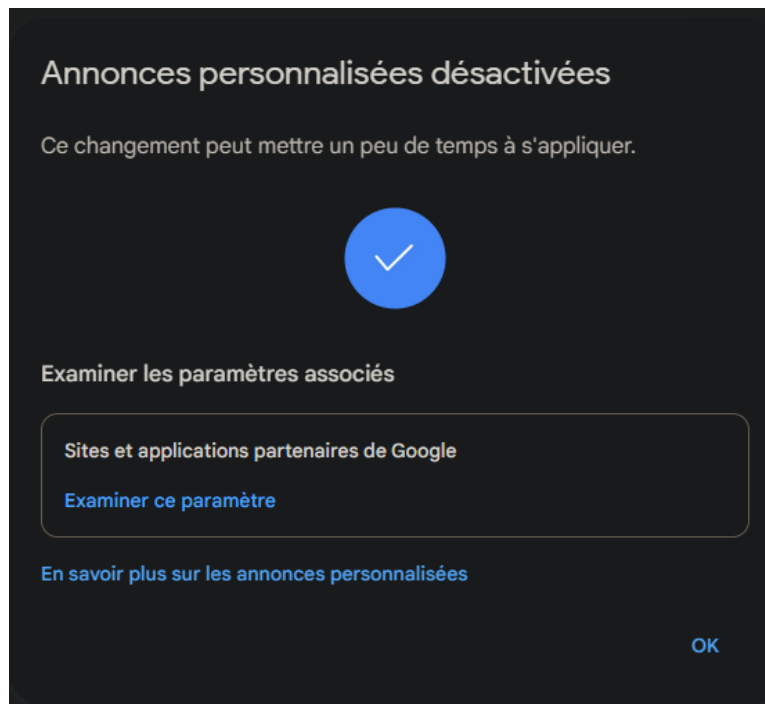 Annonces personnalisées désactivées
Ce changement peut mettre un peu de temps à s'appliquer.
Examiner les paramètres associés
Sites et applications partenaires de Google
Examiner ce paramètre
En savoir plus sur les annonces personnalisées
OK